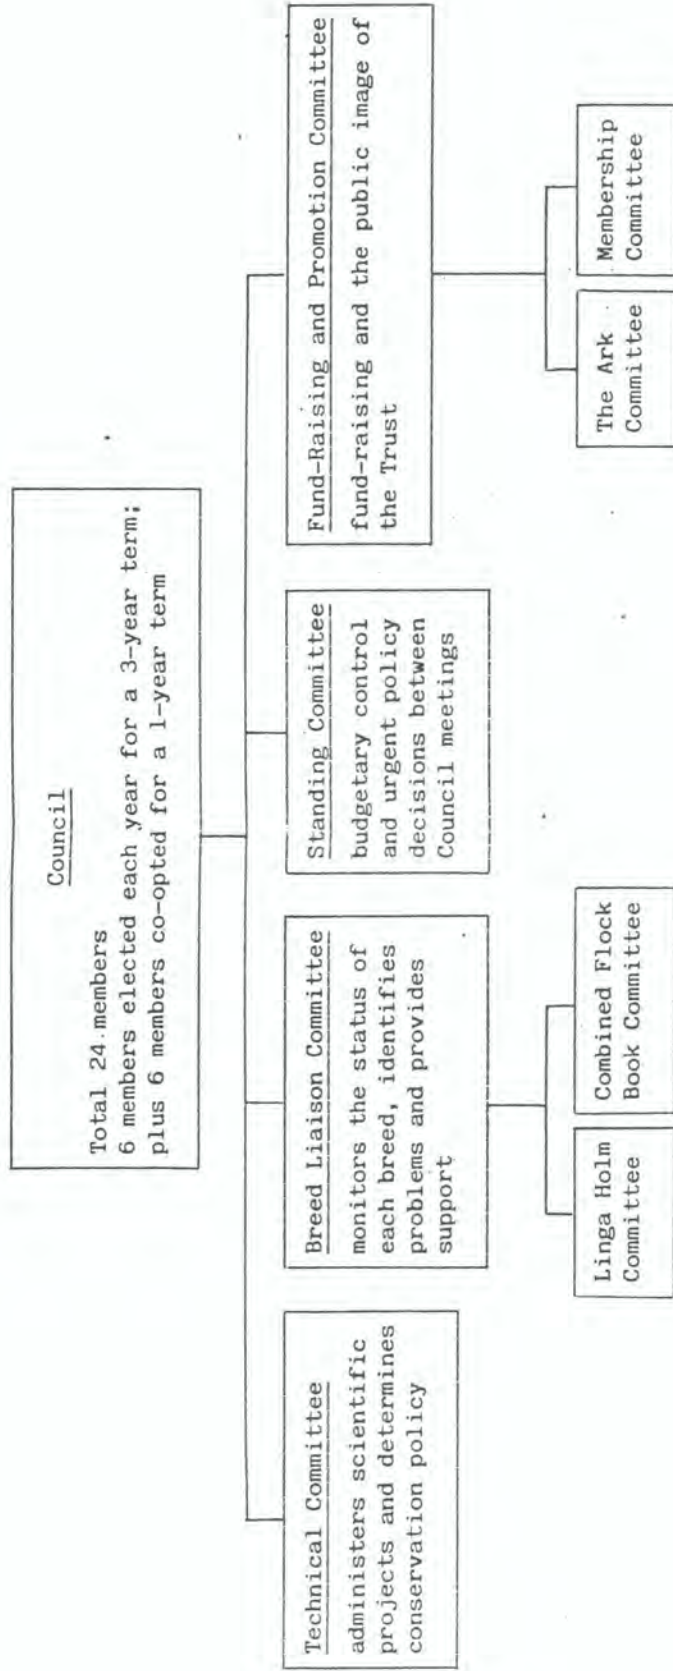 Council
Total 24 members
6 members elected each year for a 3-year term;
plus 6 members co-opted for a 1-year term
Technical Committee
administers scientific
projects and determines
conservation policy
Breed Liaison Committee
monitors the status of
each breed, identifies
problems and provides
support
Standing Committee
budgetary control
and urgent policy
decisions between
Council meetings
Fund-Raising and Promotion Committee
fund-raising and the public image of
the Trust
Linga Holm
Committee
Combined Flock
Book Committee
The Ark
Committee
Membership
Committee